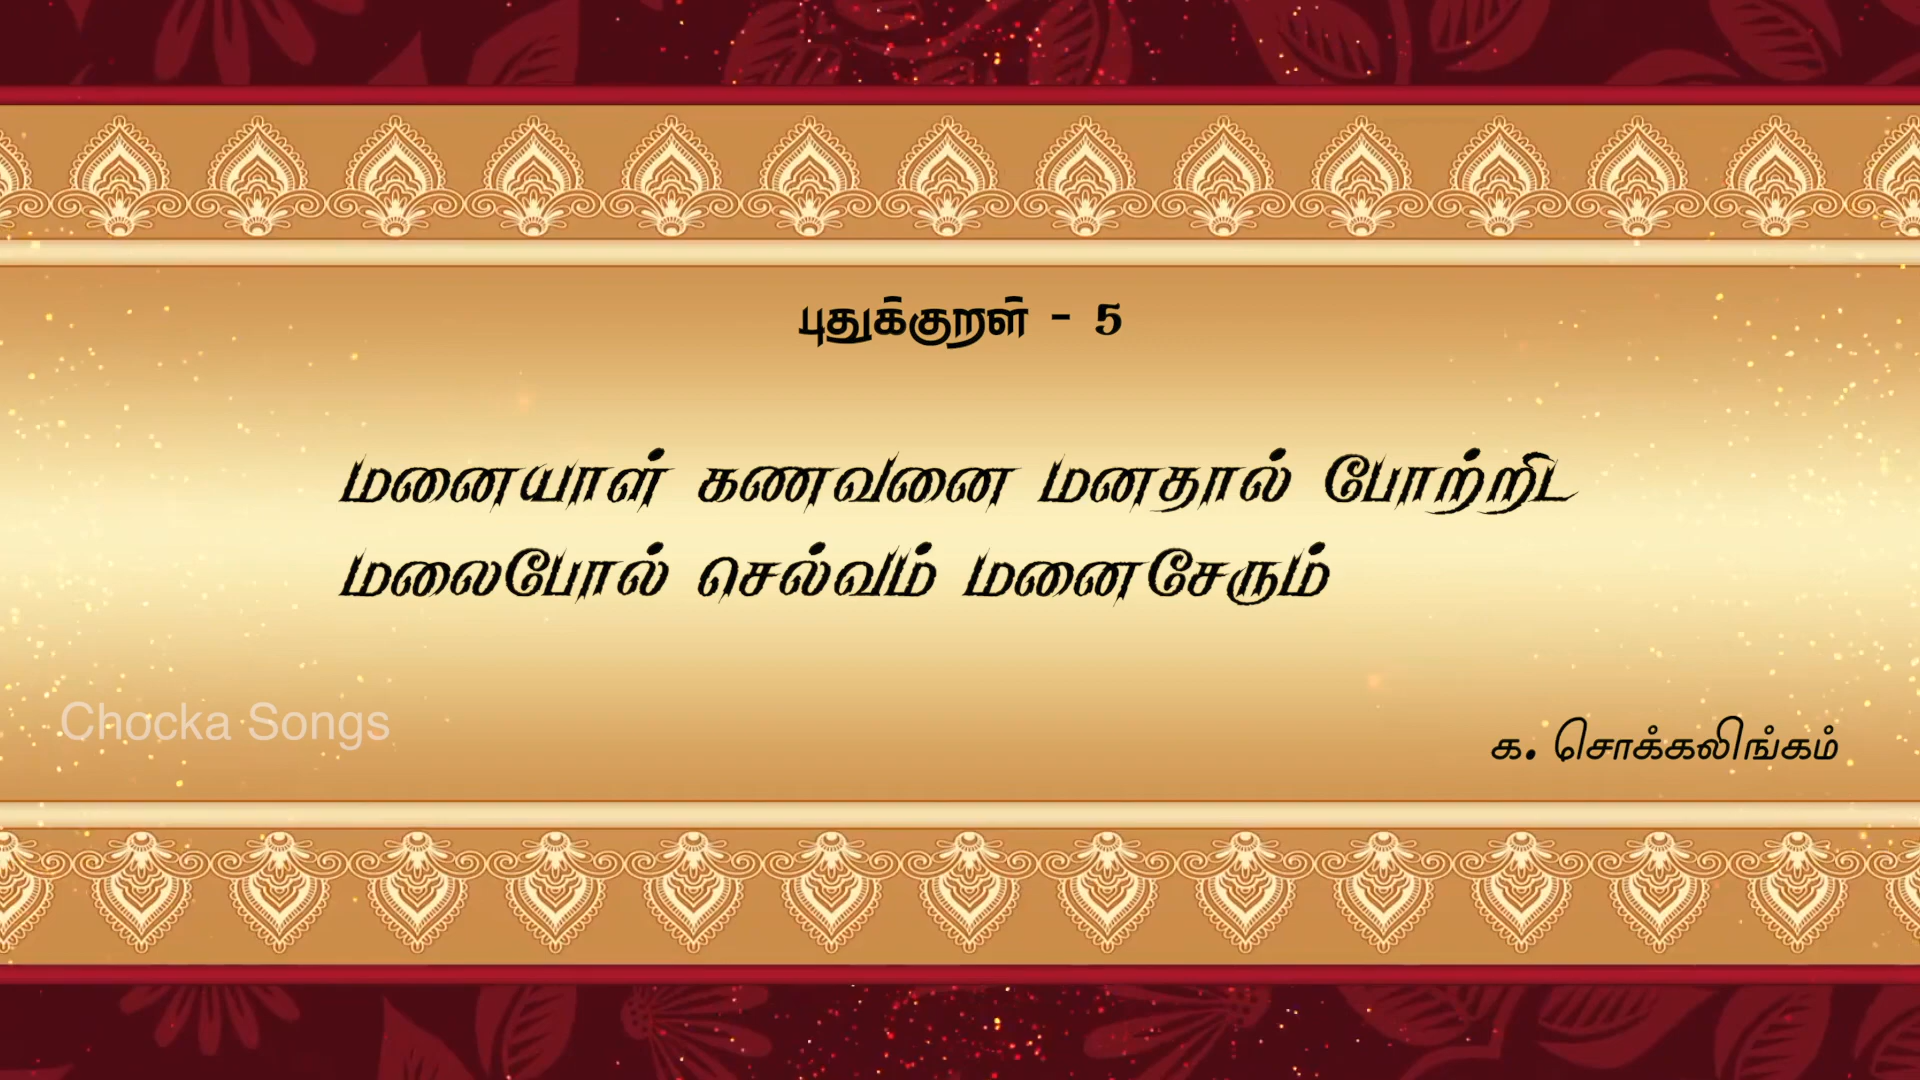 புதுக்குறள் - 5
மனையாள் கணவனை மனதால் போற்றிட
மலைபோல் செல்வம் மனைசேரும்
Chocka Songs
க. சொக்கலிங்கம்